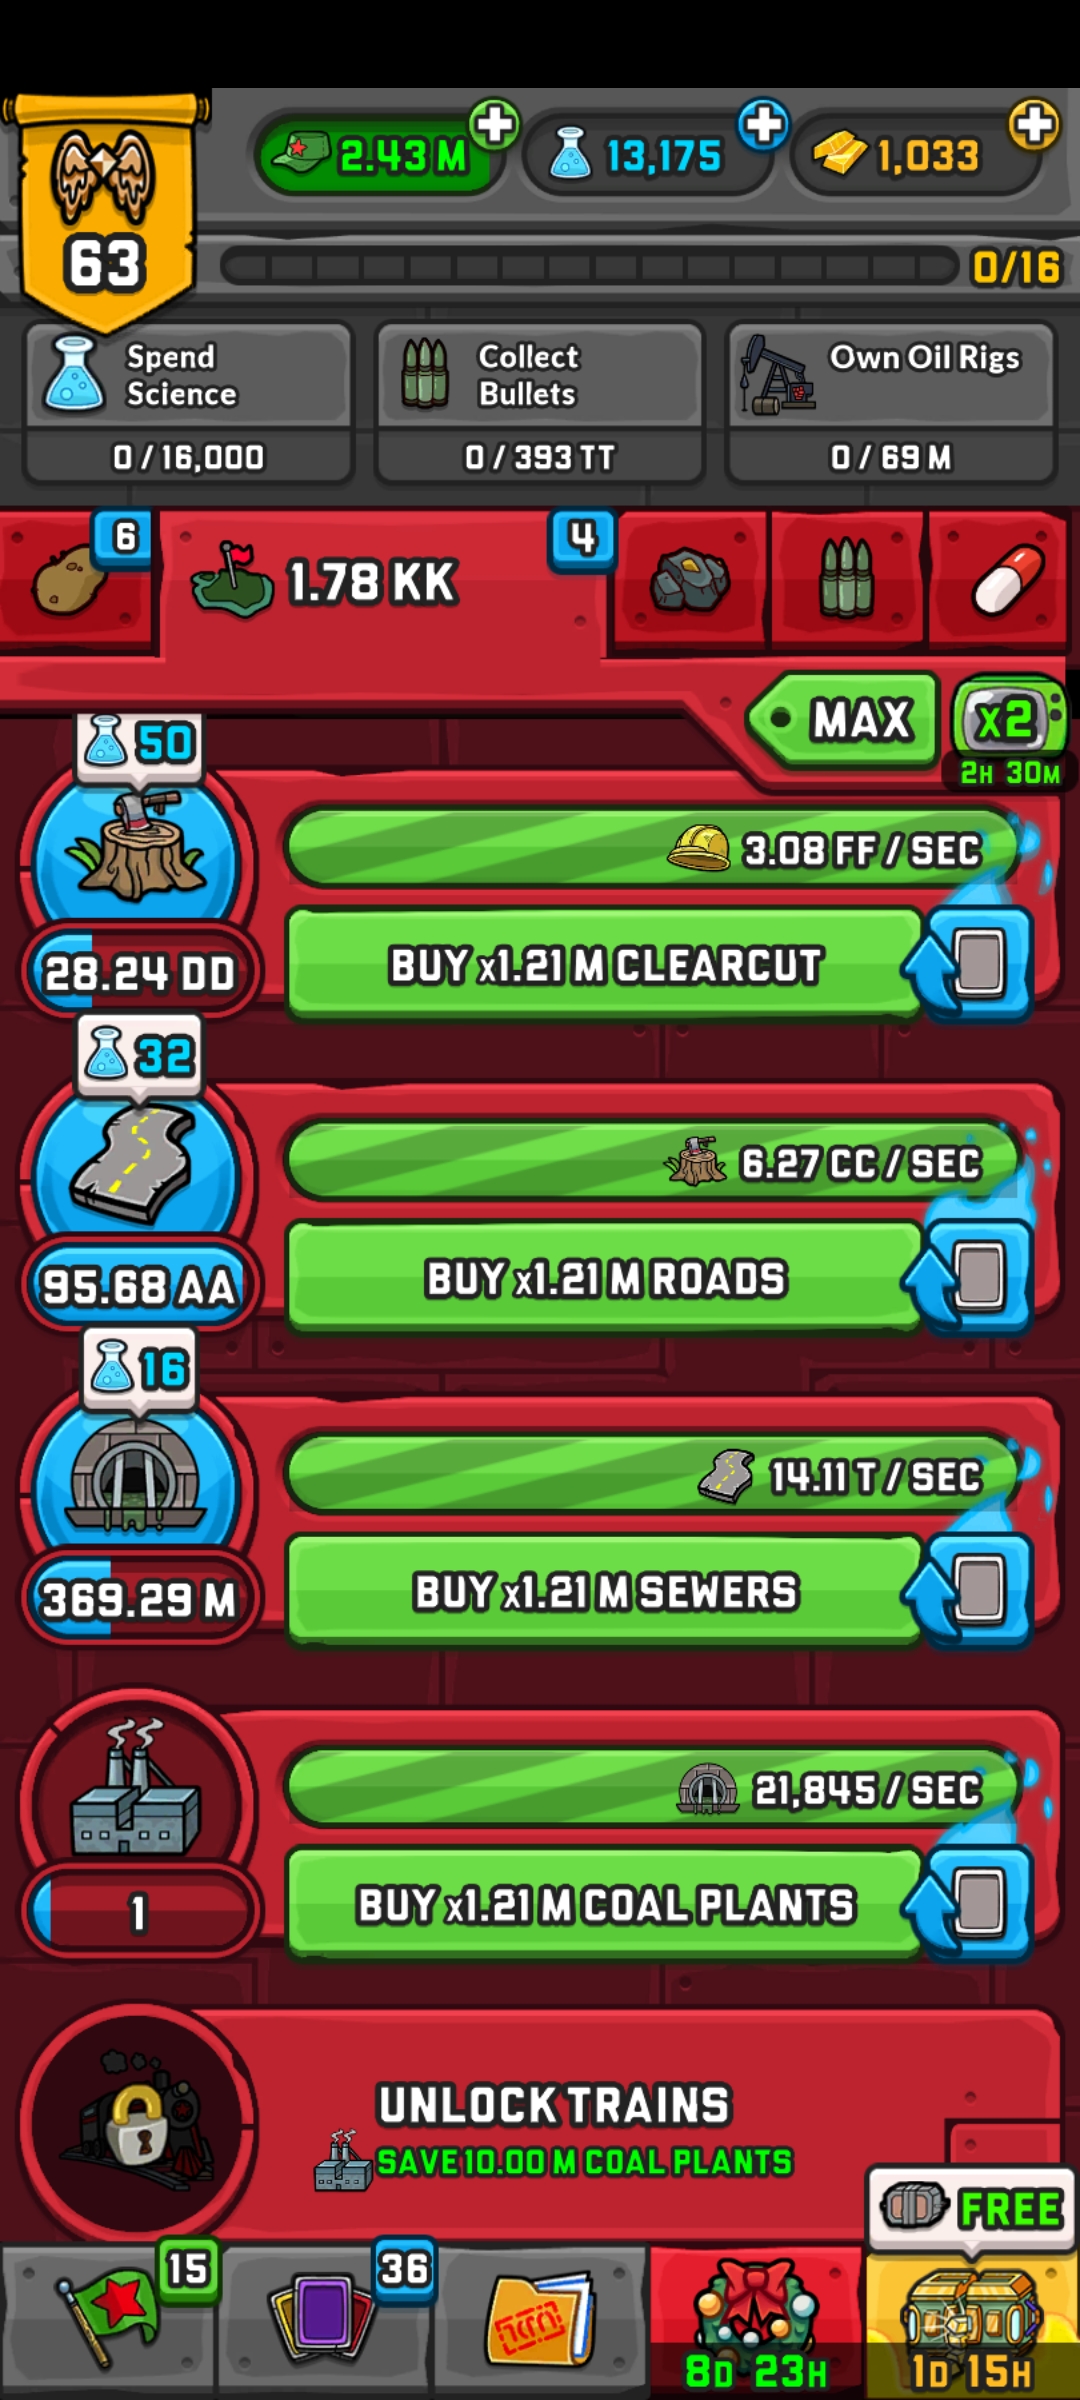 2.43 M
13,175
1,033
63
0/16
Spend
Science
0 / 16,000
Collect
Bullets
0 / 393 TT
Own Oil Rigs
0 / 69 M
6
1.78 KK
4
MAX
x2
2H 30M
50
3.08 FF / SEC
28.24 DD
BUY x1.21 M CLEARCUT
32
6.27 CC / SEC
95.68 AA
BUY x1.21 M ROADS
16
14.11 T / SEC
369.29 M
BUY x1.21 M SEWERS
21,845 / SEC
1
BUY x1.21 M COAL PLANTS
UNLOCK TRAINS
SAVE 10.00 M COAL PLANTS
FREE
15
36
8D 23H
1D 15H